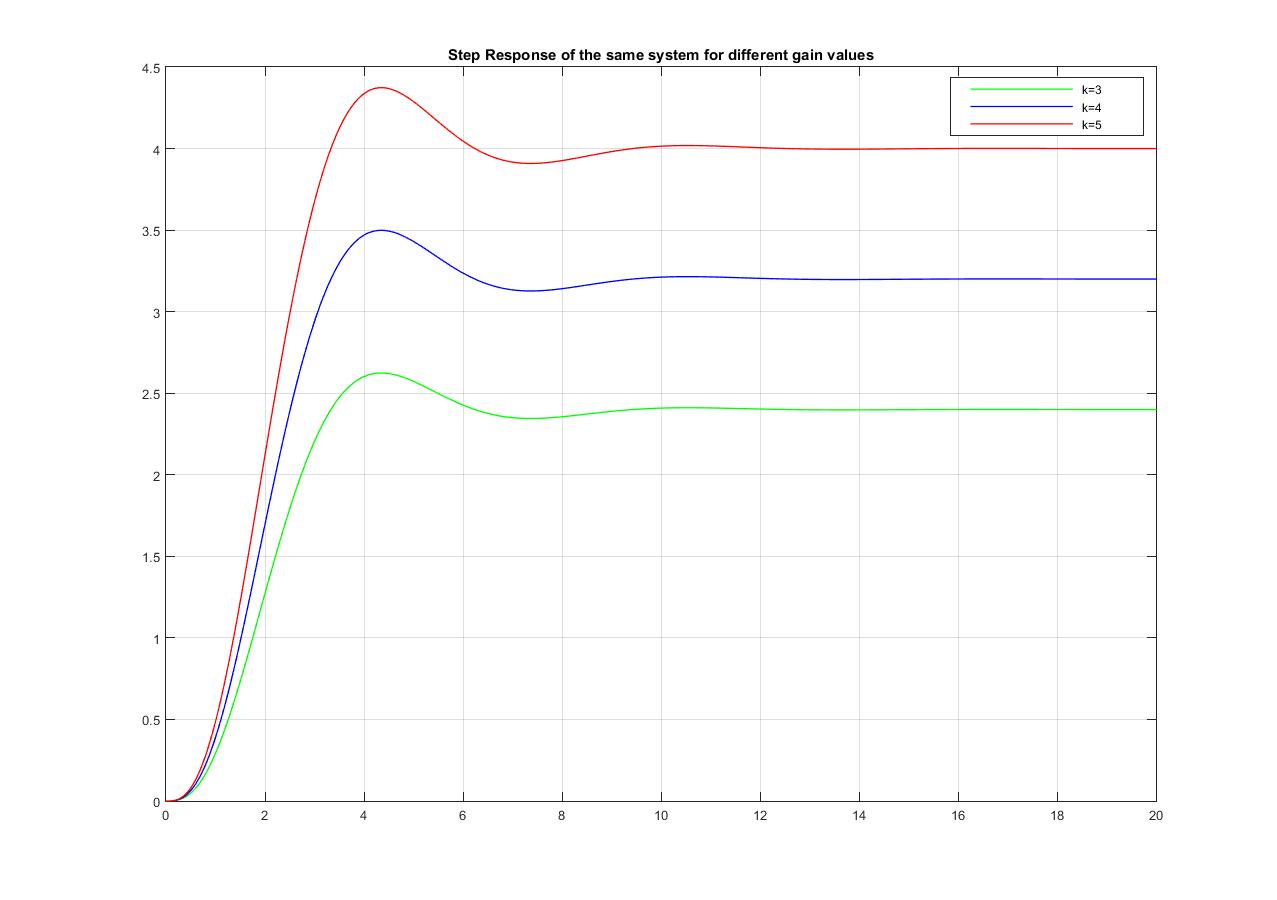 Step Response of the same system for different gain values
k=3
k=4
k=5
4.5
4
3.5
3
2.5
2
1.5
1
0.5
0
0 2 4 6 8 10 12 14 16 18 20